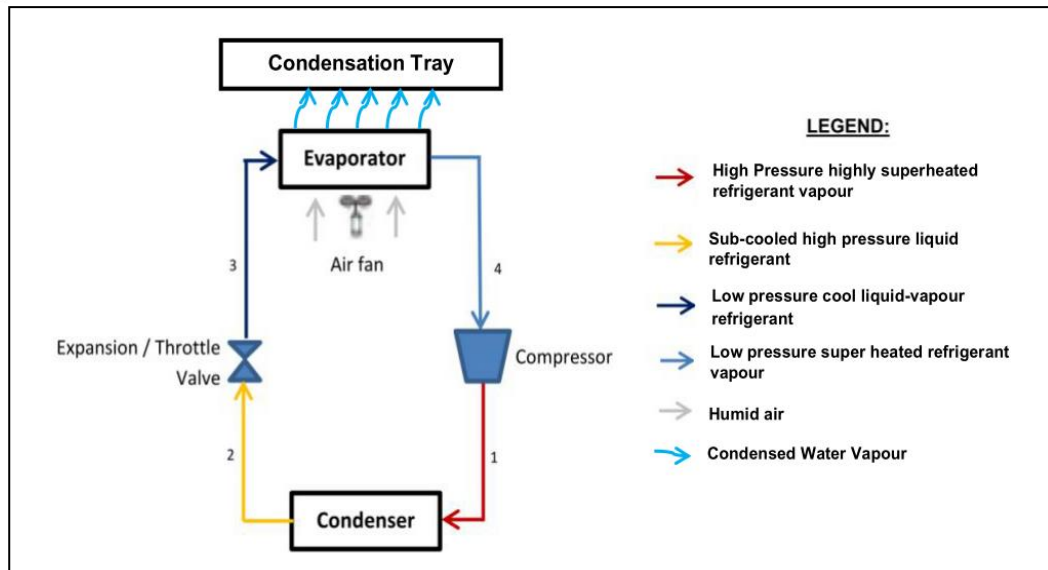 Condensation Tray
Evaporator
LEGEND:
High Pressure highly superheated
refrigerant vapour
3
Air fan
4
Sub-cooled high pressure liquid
refrigerant
Low pressure cool liquid-vapour
refrigerant
Expansion / Throttle
Valve
Compressor
Low pressure super heated refrigerant
vapour
Humid air
2
1
Condensed Water Vapour
Condenser